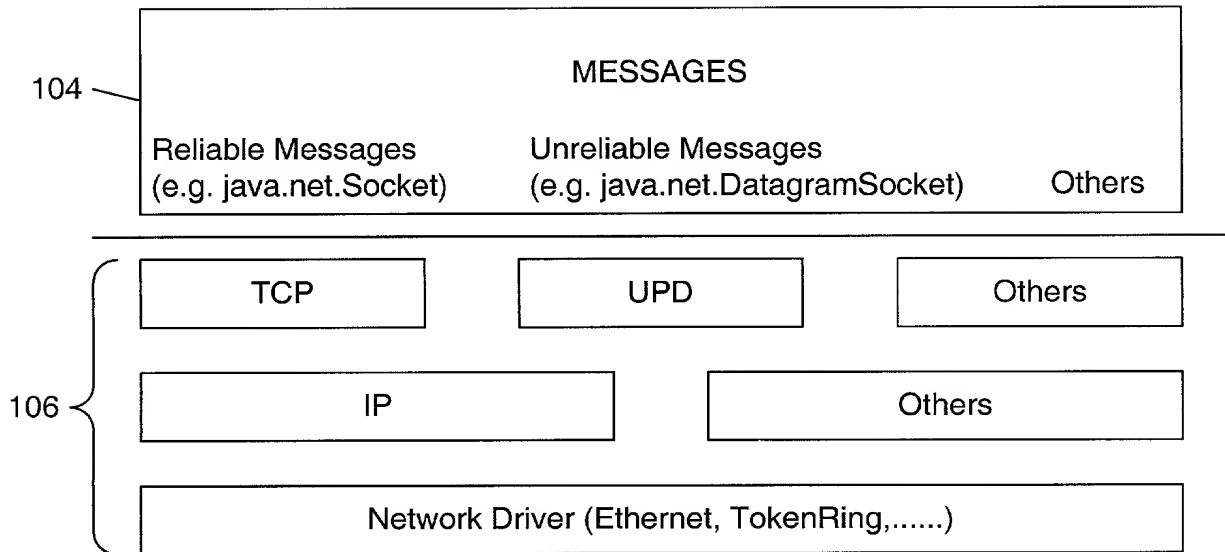 MESSAGES
104
Reliable Messages
(e.g. java.net.Socket)
Unreliable Messages
(e.g. java.net.DatagramSocket)
Others
TCP
UPD
Others
106
IP
Others
Network Driver (Ethernet, TokenRing,......)